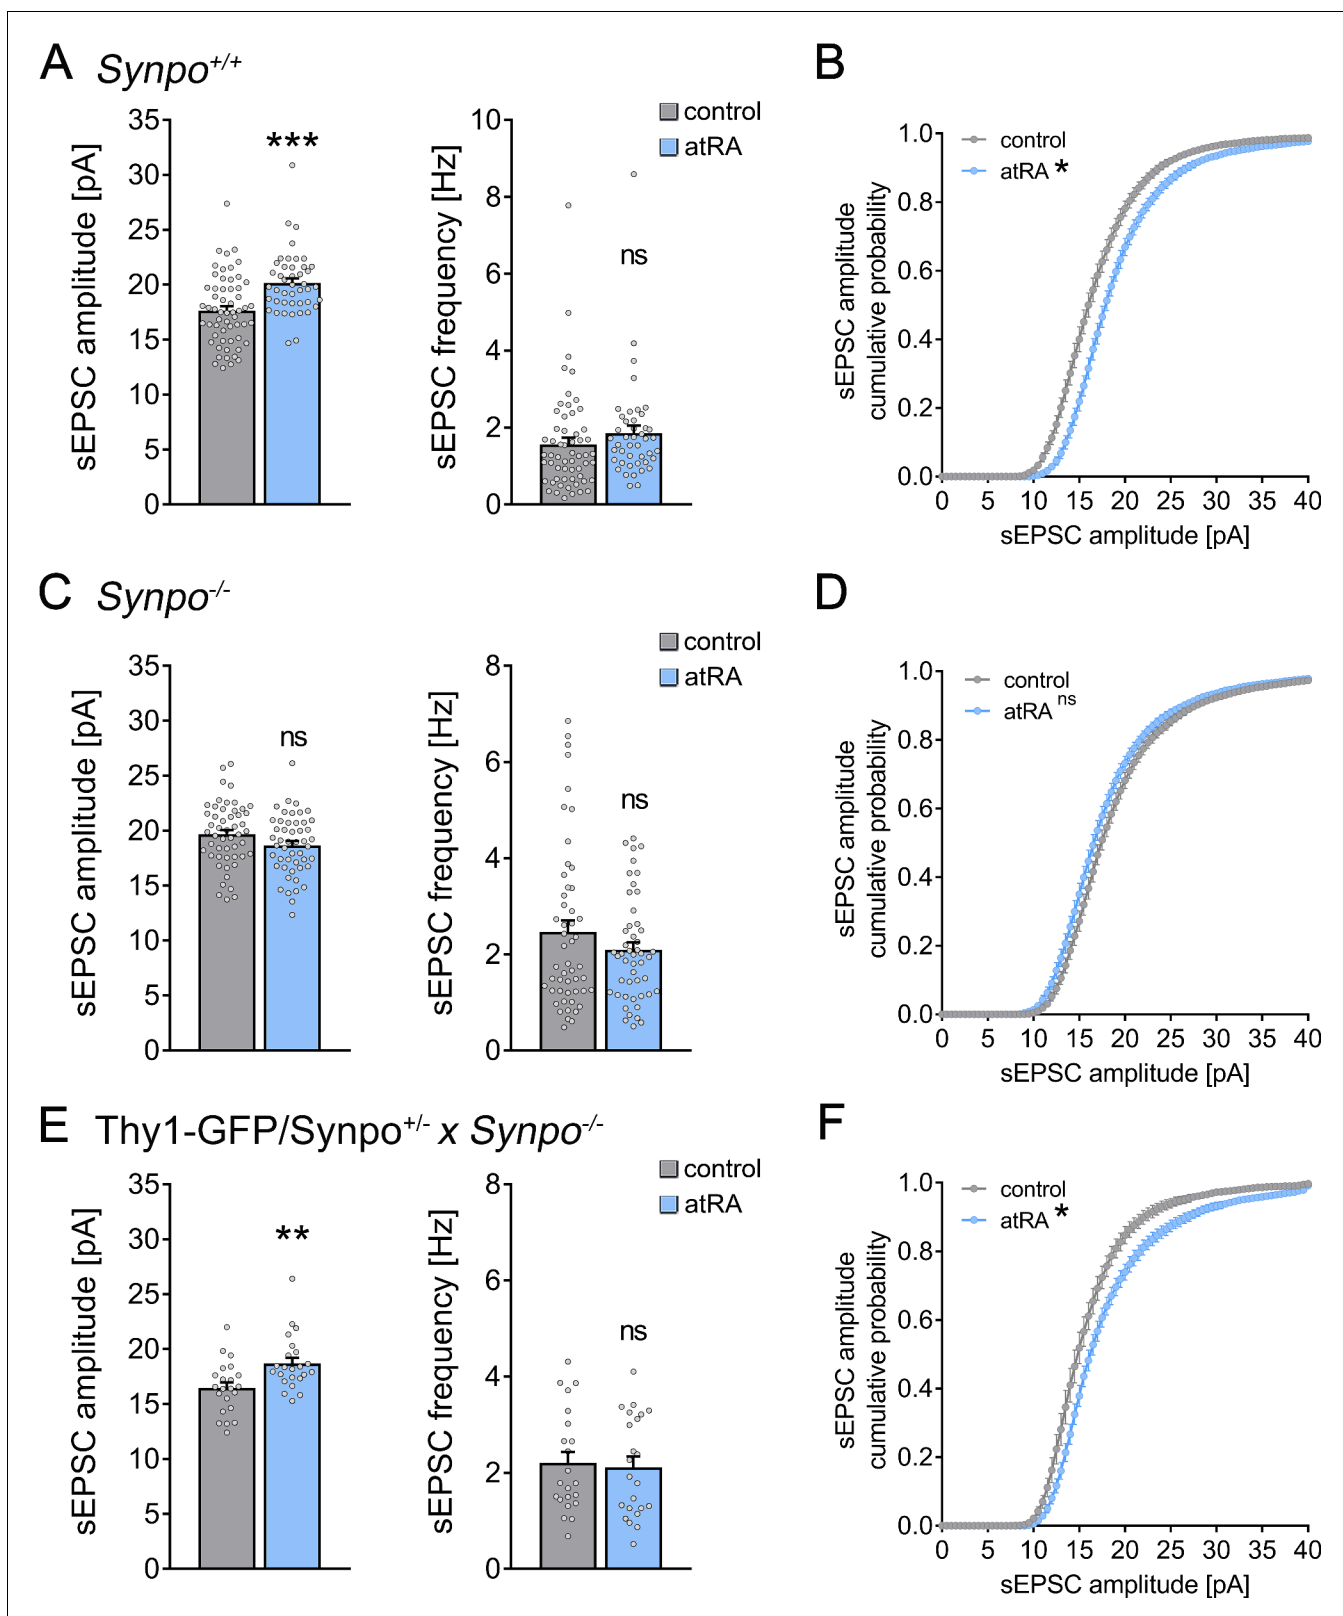 A Synpo+/+
sEPSC amplitude [pA]
35
30
25
20
15
10
5
0
***
sEPSC frequency [Hz]
10
8
6
4
2
0
control
atRA
ns
B
sEPSC amplitude
cumulative probability
1.0
0.8
0.6
0.4
0.2
0.0
control
atRA *
0 5 10 15 20 25 30 35 40
sEPSC amplitude [pA]
C Synpo-/-
sEPSC amplitude [pA]
35
30
25
20
15
10
5
0
ns
sEPSC frequency [Hz]
8
6
4
2
0
control
atRA
ns
D
sEPSC amplitude
cumulative probability
1.0
0.8
0.6
0.4
0.2
0.0
control
atRA ns
0 5 10 15 20 25 30 35 40
sEPSC amplitude [pA]
E Thy1-GFP/Synpo+/- x Synpo-/-
sEPSC amplitude [pA]
35
30
25
20
15
10
5
0
**
sEPSC frequency [Hz]
8
6
4
2
0
control
atRA
ns
F
sEPSC amplitude
cumulative probability
1.0
0.8
0.6
0.4
0.2
0.0
control
atRA *
0 5 10 15 20 25 30 35 40
sEPSC amplitude [pA]